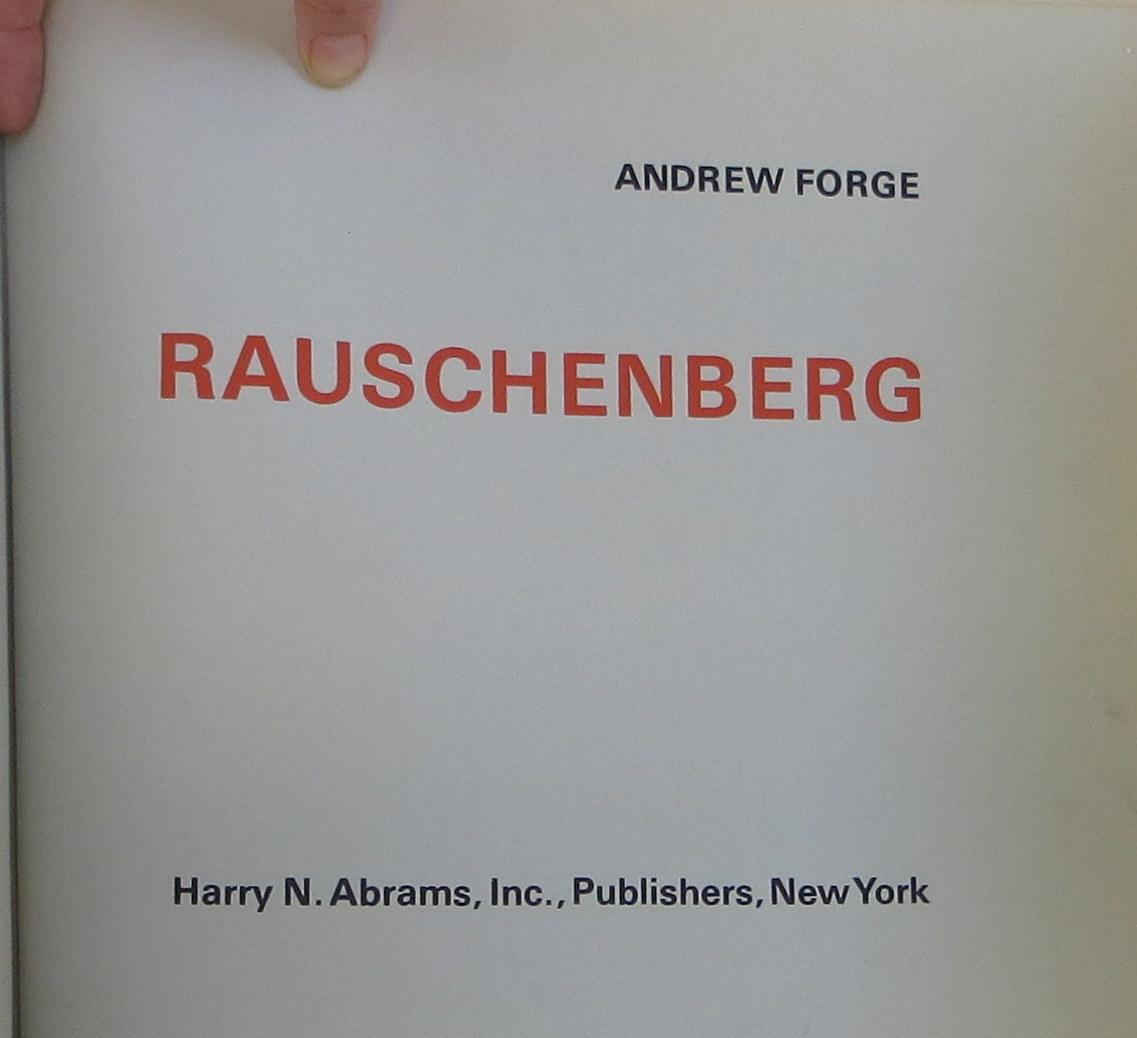 ANDREW FORGE
RAUSCHENBERG
Harry N. Abrams, Inc., Publishers, New York